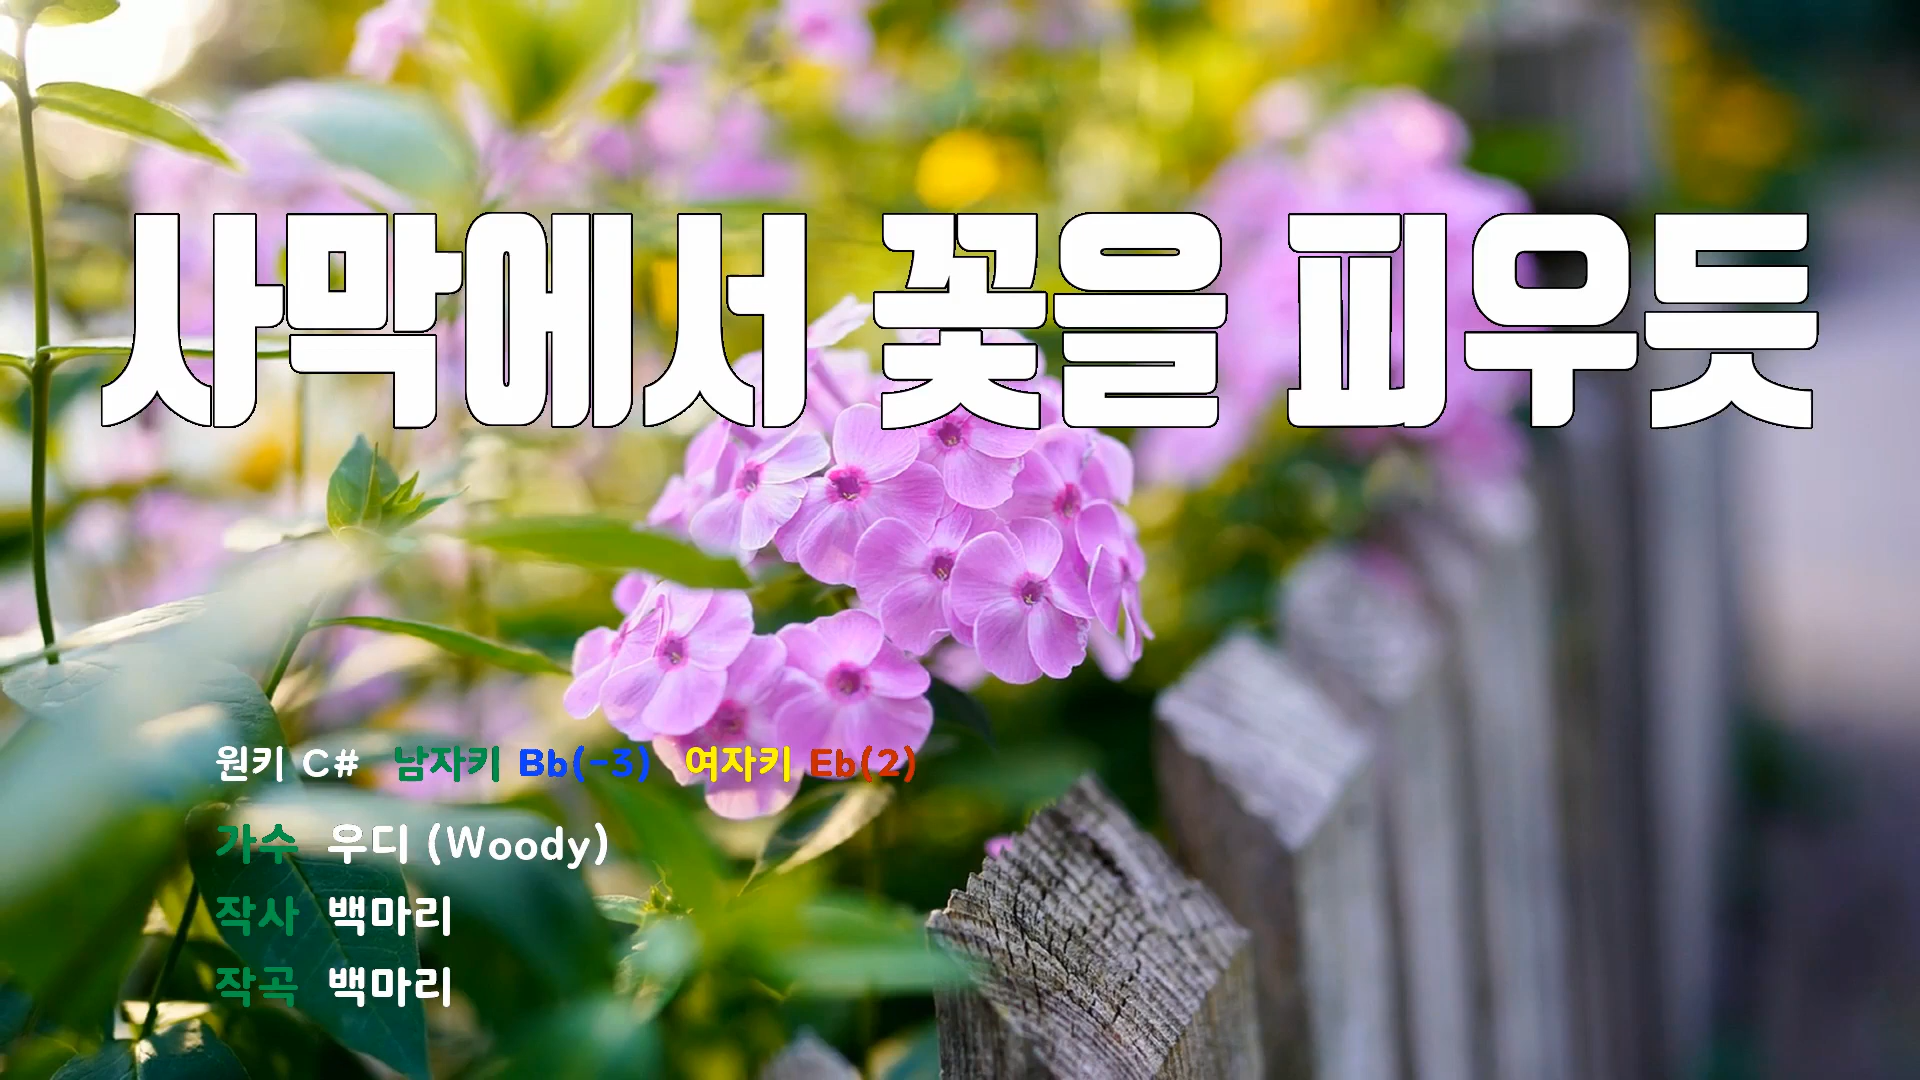 사막에서 꽃을 피우듯
원키 C# 남자키 Bb(-3) 여자키 Eb(2)
가수 우디 (Woody)
작사 백마리
작곡 백마리